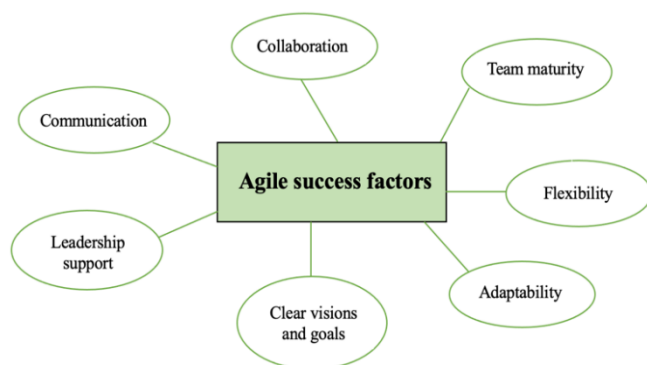 Collaboration
Team maturity
Communication
Agile success factors
Flexibility
Leadership
support
Adaptability
Clear visions
and goals